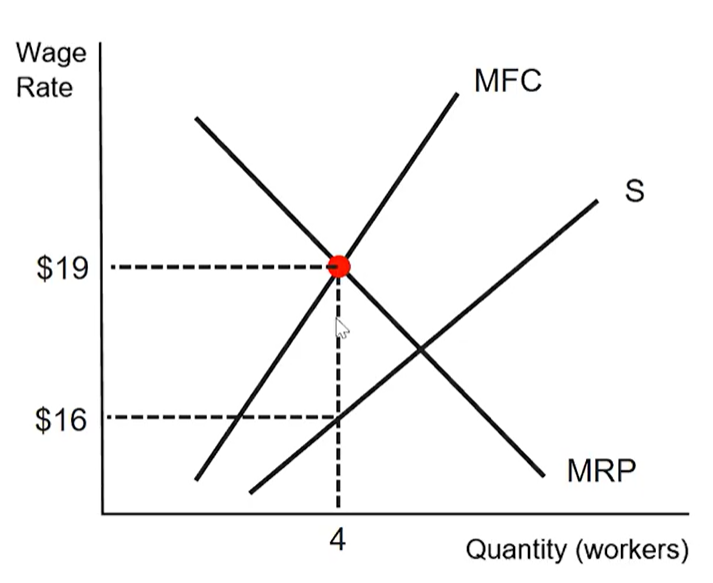 Wage
Rate
MFC
S
$19
$16
MRP
4
Quantity (workers)